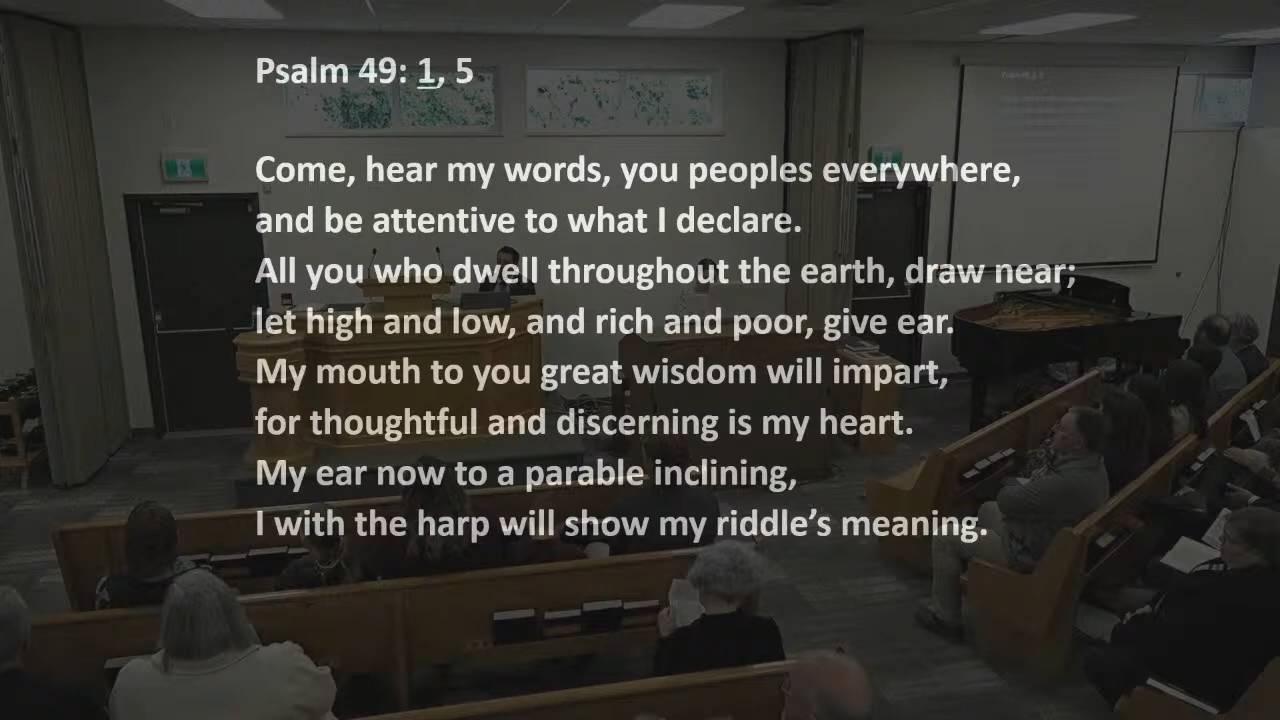 Psalm 49: 1, 5
Come, hear my words, you peoples everywhere,
and be attentive to what I declare.
All you who dwell throughout the earth, draw near;
let high and low, and rich and poor, give ear.
My mouth to you great wisdom will impart,
for thoughtful and discerning is my heart.
My ear now to a parable inclining,
I with the harp will show my riddle’s meaning.